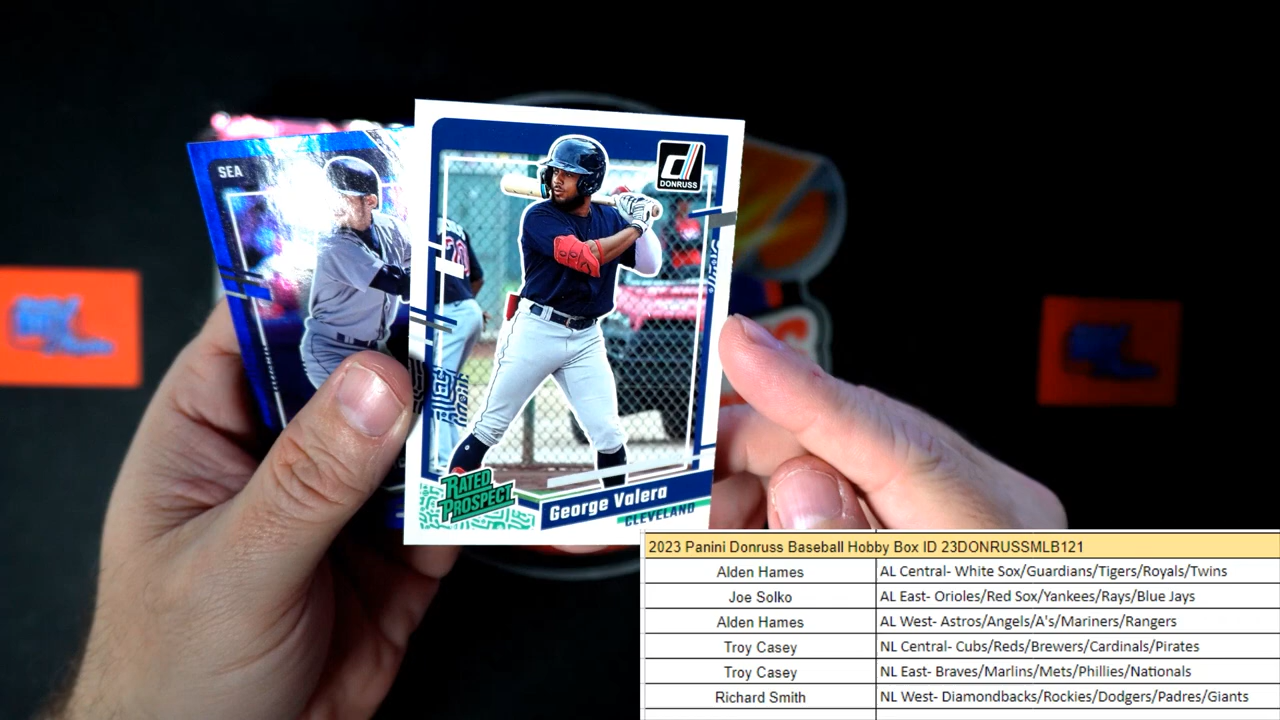 SEA
DONRUSS
RATED
PROSPECT
George Valera
CLEVELAND
2023 Panini Donruss Baseball Hobby Box ID 23DONRUSSMLB121
Alden Hames AL Central- White Sox/Guardians/Tigers/Royals/Twins
Joe Solko AL East- Orioles/Red Sox/Yankees/Rays/Blue Jays
Alden Hames AL West- Astros/Angels/A's/Mariners/Rangers
Troy Casey NL Central- Cubs/Reds/Brewers/Cardinals/Pirates
Troy Casey NL East- Braves/Marlins/Mets/Phillies/Nationals
Richard Smith NL West- Diamondbacks/Rockies/Dodgers/Padres/Giants